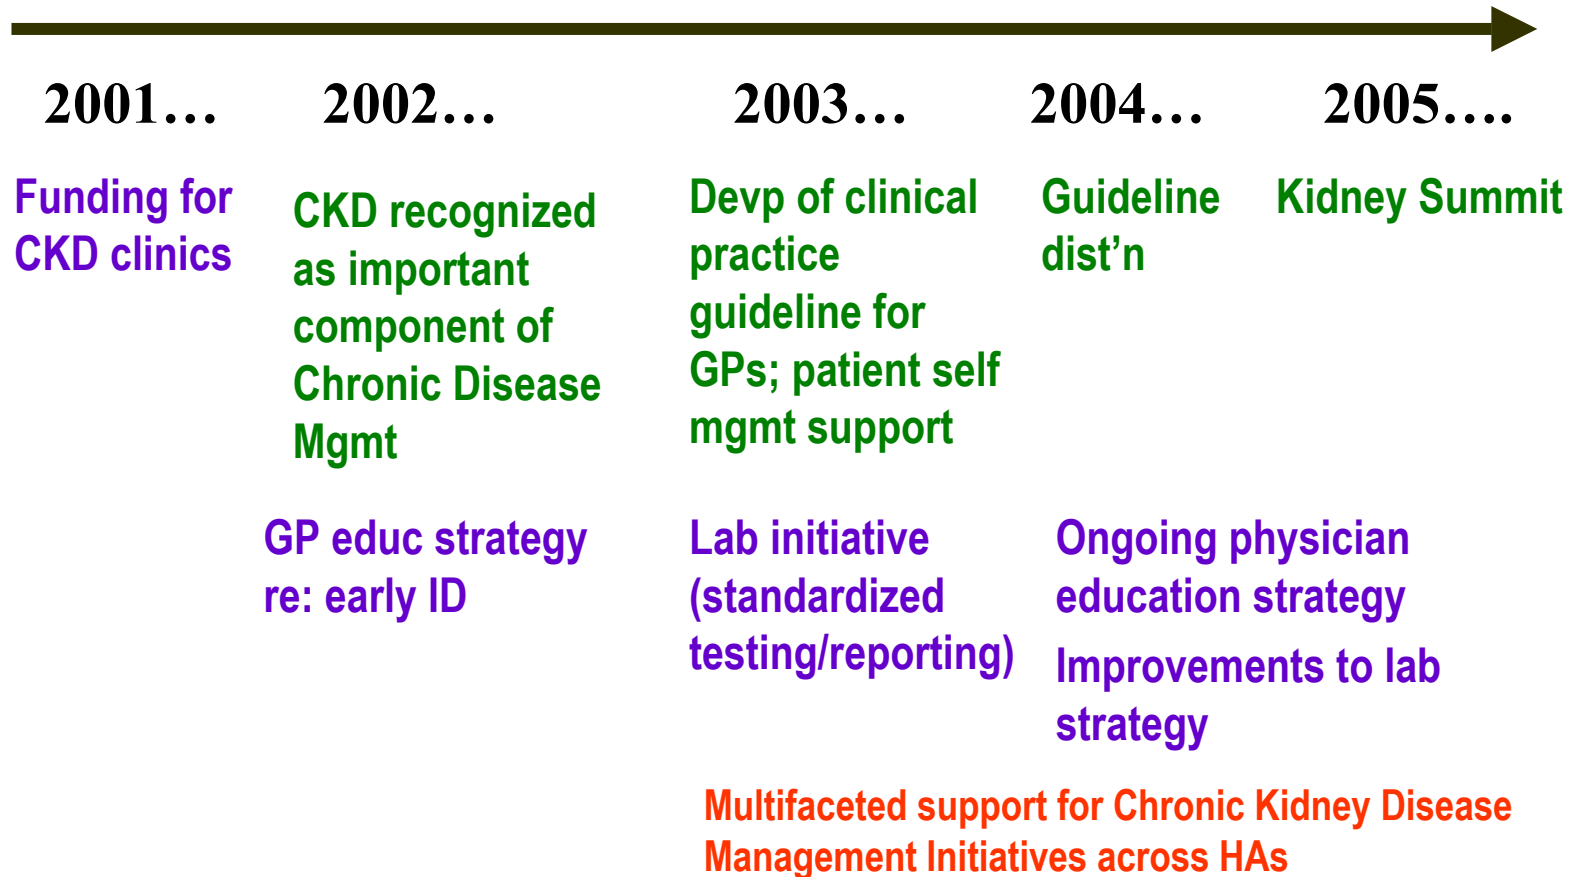 2001…
2002…
2003…
2004…
2005….
Funding for
CKD clinics
CKD recognized
as important
component of
Chronic Disease
Mgmt
Devp of clinical
practice
guideline for
GPs; patient self
mgmt support
Guideline
dist’n
Kidney Summit
GP educ strategy
re: early ID
Lab initiative
(standardized
testing/reporting)
Ongoing physician
education strategy
Improvements to lab
strategy
Multifaceted support for Chronic Kidney Disease
Management Initiatives across HAs